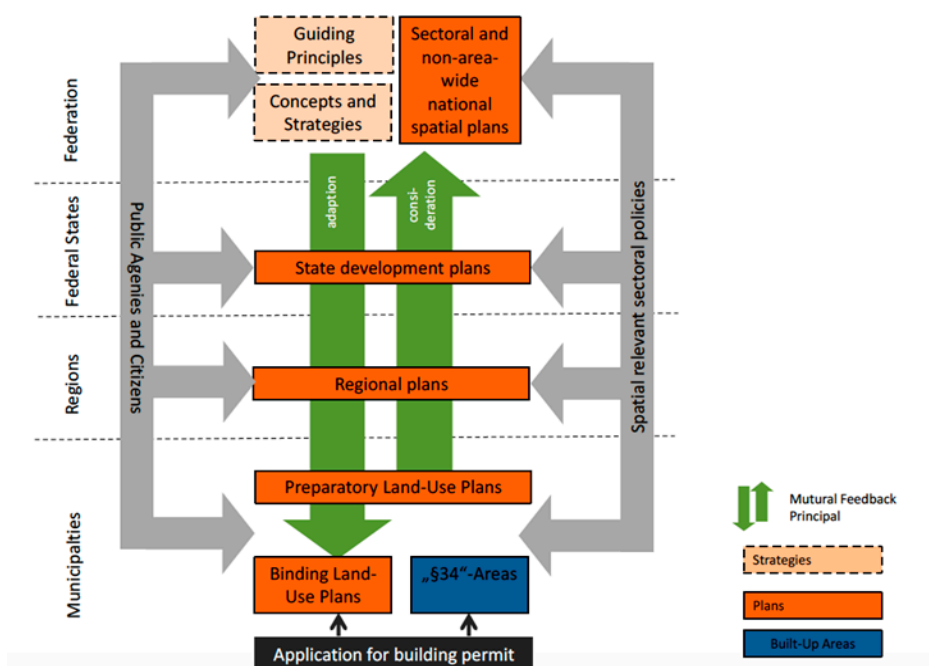 Guiding
Principles
Concepts and
Strategies
Sectoral and
non-area-
wide
national
spatial plans
Federation
adaption
consi-
deration
Public Agenies and Citizens
Federal States
State development plans
Spatial relevant sectoral policies
Regions
Regional plans
Municipalties
Preparatory Land-Use Plans
Binding Land-
Use Plans
„§34“-Areas
Application for building permit
Mutural Feedback
Principal
Strategies
Plans
Built-Up Areas